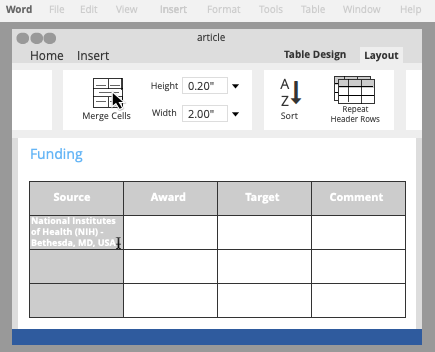 Word File Edit View Insert Format Tools Table Window Help
article
Home Insert Table Design Layout
Merge Cells
Height 0.20"
Width 2.00"
A
Z
Sort
Repeat
Header Rows
Funding
Source Award Target Comment
National Institutes
of Health (NIH) -
Bethesda, MD, USA